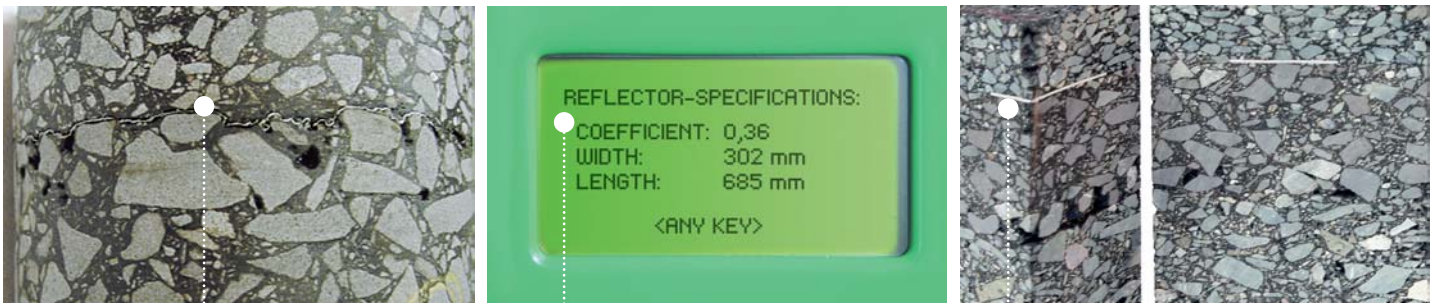 REFLECTOR-SPECIFICATIONS:
COEFFICIENT: 0,36
WIDTH: 302 mm
LENGTH: 685 mm
<ANY KEY>